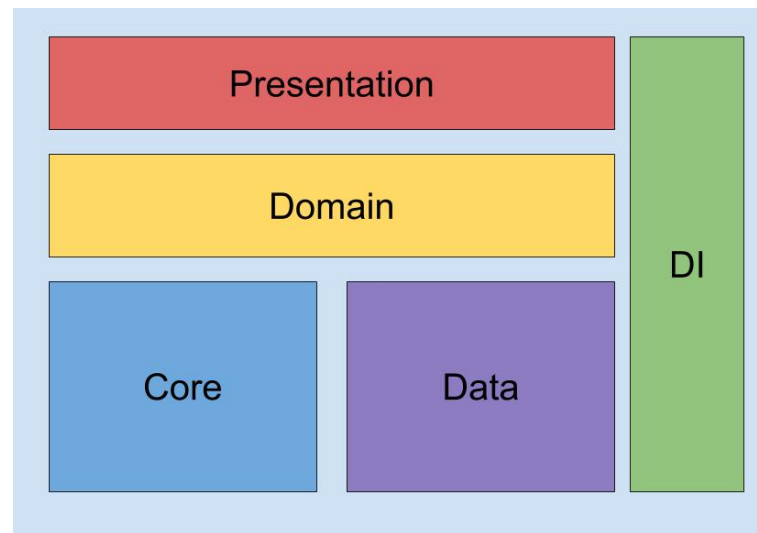 Presentation
Domain
DI
Core
Data